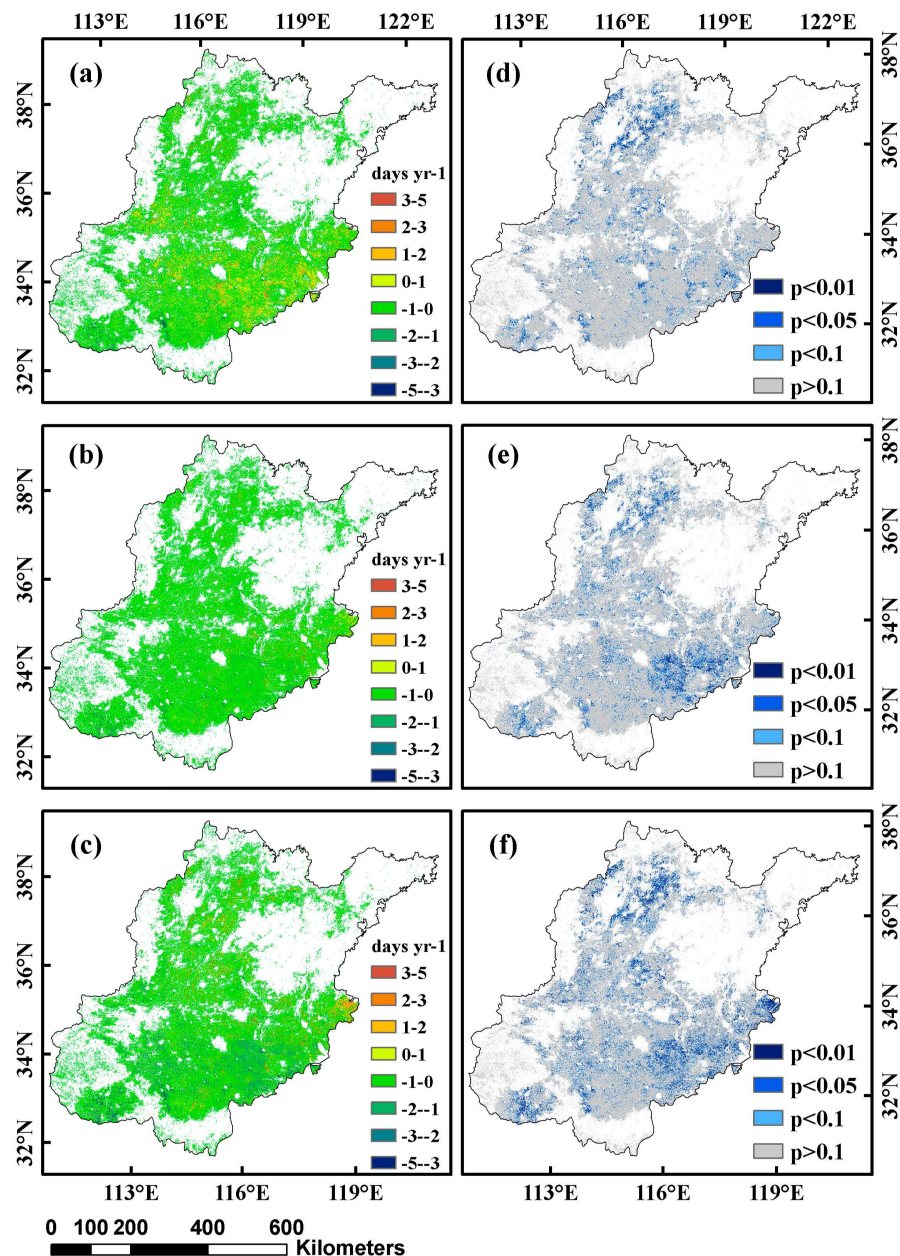 113°E 116°E 119°E 122°E
113°E 116°E 119°E 122°E
(a)
38°N
36°N
34°N
32°N
days yr-1
3-5
2-3
1-2
0-1
-1-0
-2--1
-3--2
-5--3
(d)
38°N
36°N
34°N
32°N
p<0.01
p<0.05
p<0.1
p>0.1
(b)
38°N
36°N
34°N
32°N
days yr-1
3-5
2-3
1-2
0-1
-1-0
-2--1
-3--2
-5--3
(e)
38°N
36°N
34°N
32°N
p<0.01
p<0.05
p<0.1
p>0.1
(c)
38°N
36°N
34°N
32°N
days yr-1
3-5
2-3
1-2
0-1
-1-0
-2--1
-3--2
-5--3
(f)
38°N
36°N
34°N
32°N
p<0.01
p<0.05
p<0.1
p>0.1
113°E 116°E 119°E
113°E 116°E 119°E
0 100 200 400 600
Kilometers